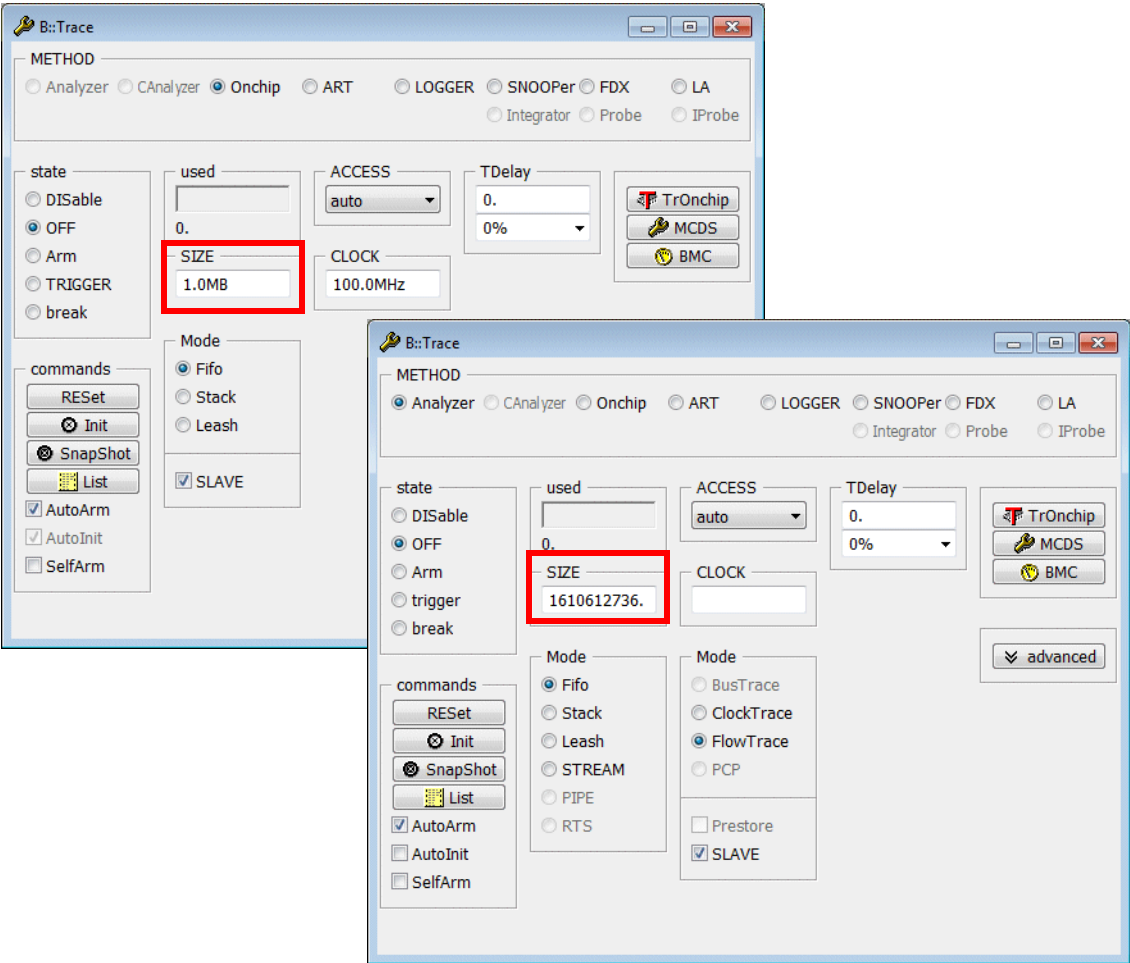 B::Trace
METHOD
Analyzer CAnalyzer Onchip ART LOGGER SNOOPer FDX LA
Integrator Probe IProbe
state used ACCESS TDelay
DISable auto 0. TrOnchip
OFF 0. 0% MCDS
Arm SIZE CLOCK BMC
TRIGGER 1.0MB 100.0MHz
break
Mode
commands Fifo
RESet Stack
Init Leash
SnapShot
List SLAVE
AutoArm
AutoInit
SelfArm
B::Trace
METHOD
Analyzer CAnalyzer Onchip ART LOGGER SNOOPer FDX LA
Integrator Probe IProbe
state used ACCESS TDelay
DISable auto 0. TrOnchip
OFF 0. 0% MCDS
Arm SIZE CLOCK BMC
trigger 1610612736.
break
Mode Mode advanced
commands Fifo BusTrace
RESet Stack ClockTrace
Init Leash FlowTrace
SnapShot STREAM PCP
List PIPE
AutoArm RTS Prestore
AutoInit SLAVE
SelfArm